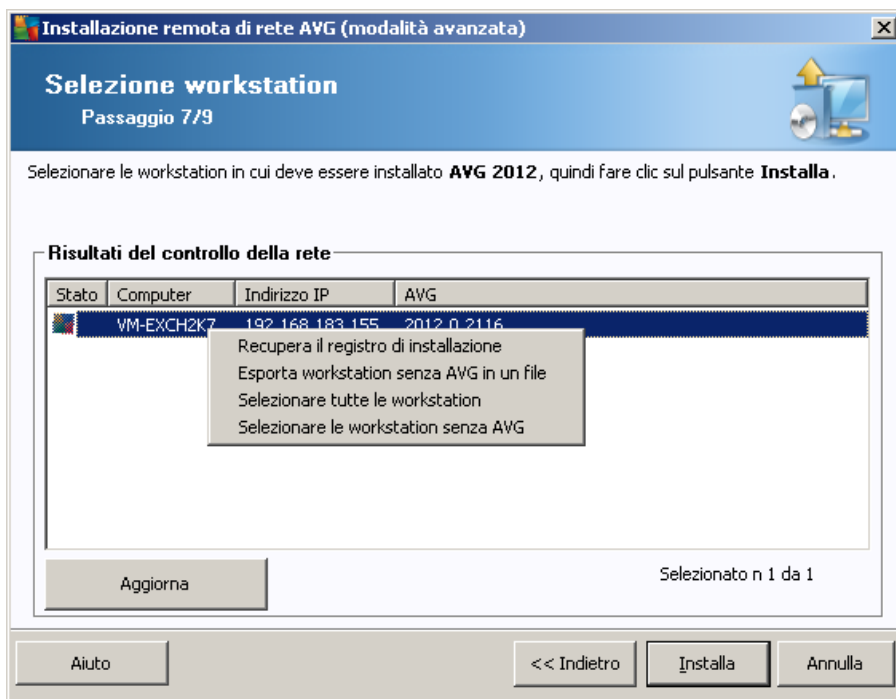 Installazione remota di rete AVG (modalità avanzata)
Selezione workstation
Passaggio 7/9
Selezionare le workstation in cui deve essere installato AVG 2012, quindi fare clic sul pulsante Installa.
Risultati del controllo della rete
Stato Computer Indirizzo IP AVG
VM-EXCH2K7 192.168.183.155 2012.0.2116
Recupera il registro di installazione
Esporta workstation senza AVG in un file
Selezionare tutte le workstation
Selezionare le workstation senza AVG
Aggiorna Selezionato n 1 da 1
Aiuto << Indietro Installa Annulla